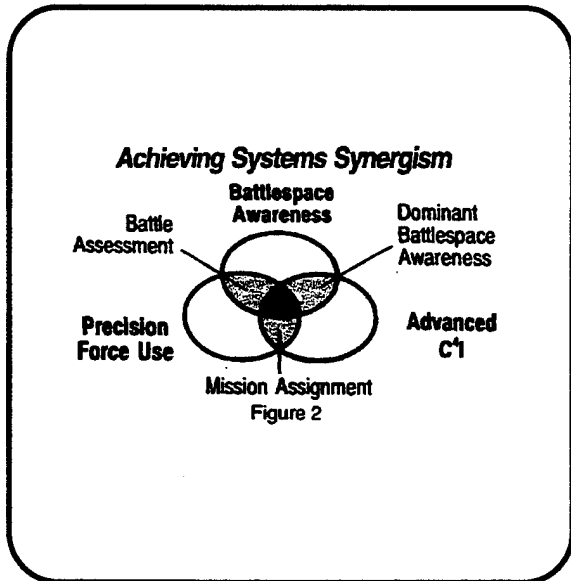 Achieving Systems Synergism
Battlespace
Awareness
Battle
Assessment
Dominant
Battlespace
Awareness
Precision
Force Use
Advanced
C⁴I
Mission Assignment
Figure 2